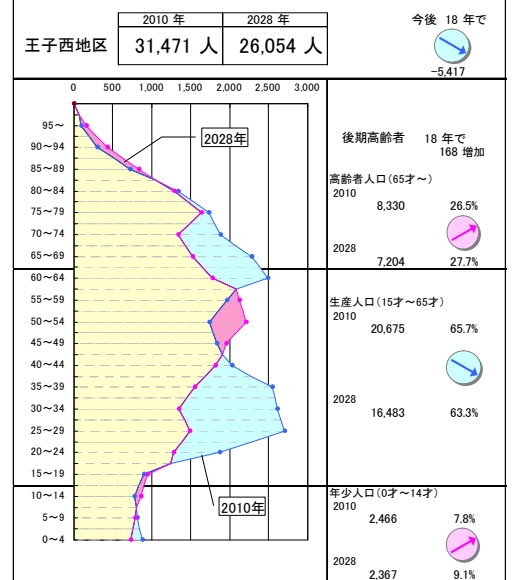 王子西地区
2010 年 2028 年
31,471 人 26,054 人
今後 18 年で
−5,417
0 500 1,000 1,500 2,000 2,500 3,000
95～
90～94
85～89
80～84
75～79
70～74
65～69
60～64
55～59
50～54
45～49
40～44
35～39
30～34
25～29
20～24
15～19
10～14
5～9
0～4
2028年
2010年
後期高齢者 18 年で
168 増加
高齢者人口(65才～)
2010
8,330 26.5%
2028
7,204 27.7%
生産人口(15才～65才)
2010
20,675 65.7%
2028
16,483 63.3%
年少人口(0才～14才)
2010
2,466 7.8%
2028
2,367 9.1%